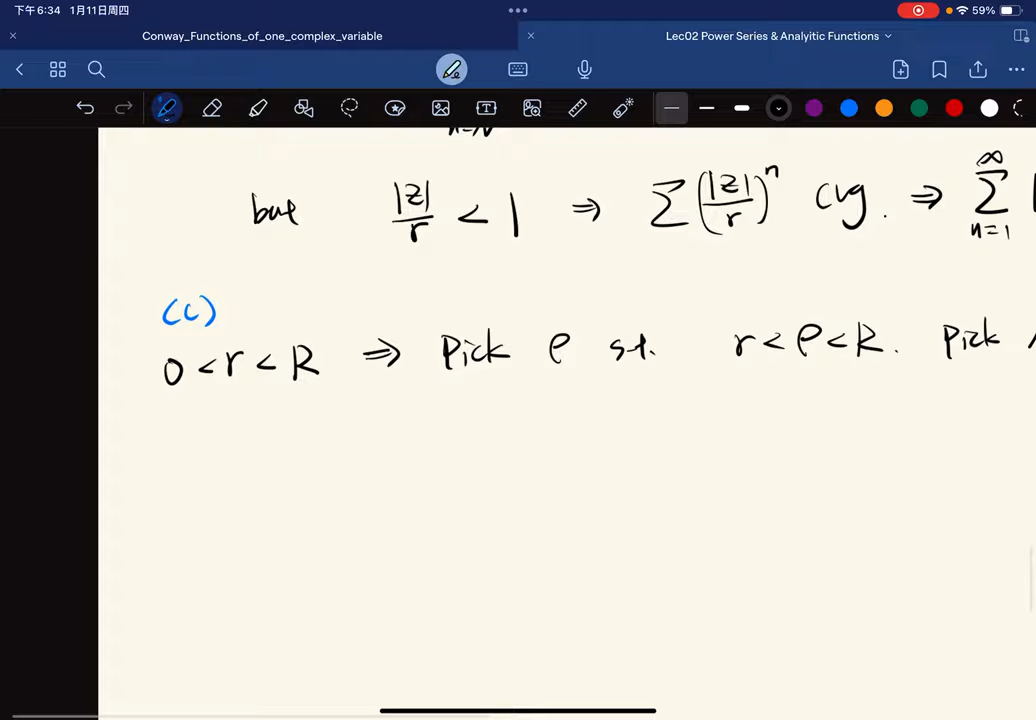 下午6:34 1月11日周四
59%
Conway_Functions_of_one_complex_variable
Lec02 Power Series & Analyitic Functions
but |z|/r < 1 ⇒ Σ(|z|/r)^n cvg. ⇒ Σ_{n=1}^∞ |
(c)
0 < r < R ⇒ Pick ρ s.t. r < ρ < R. Pick